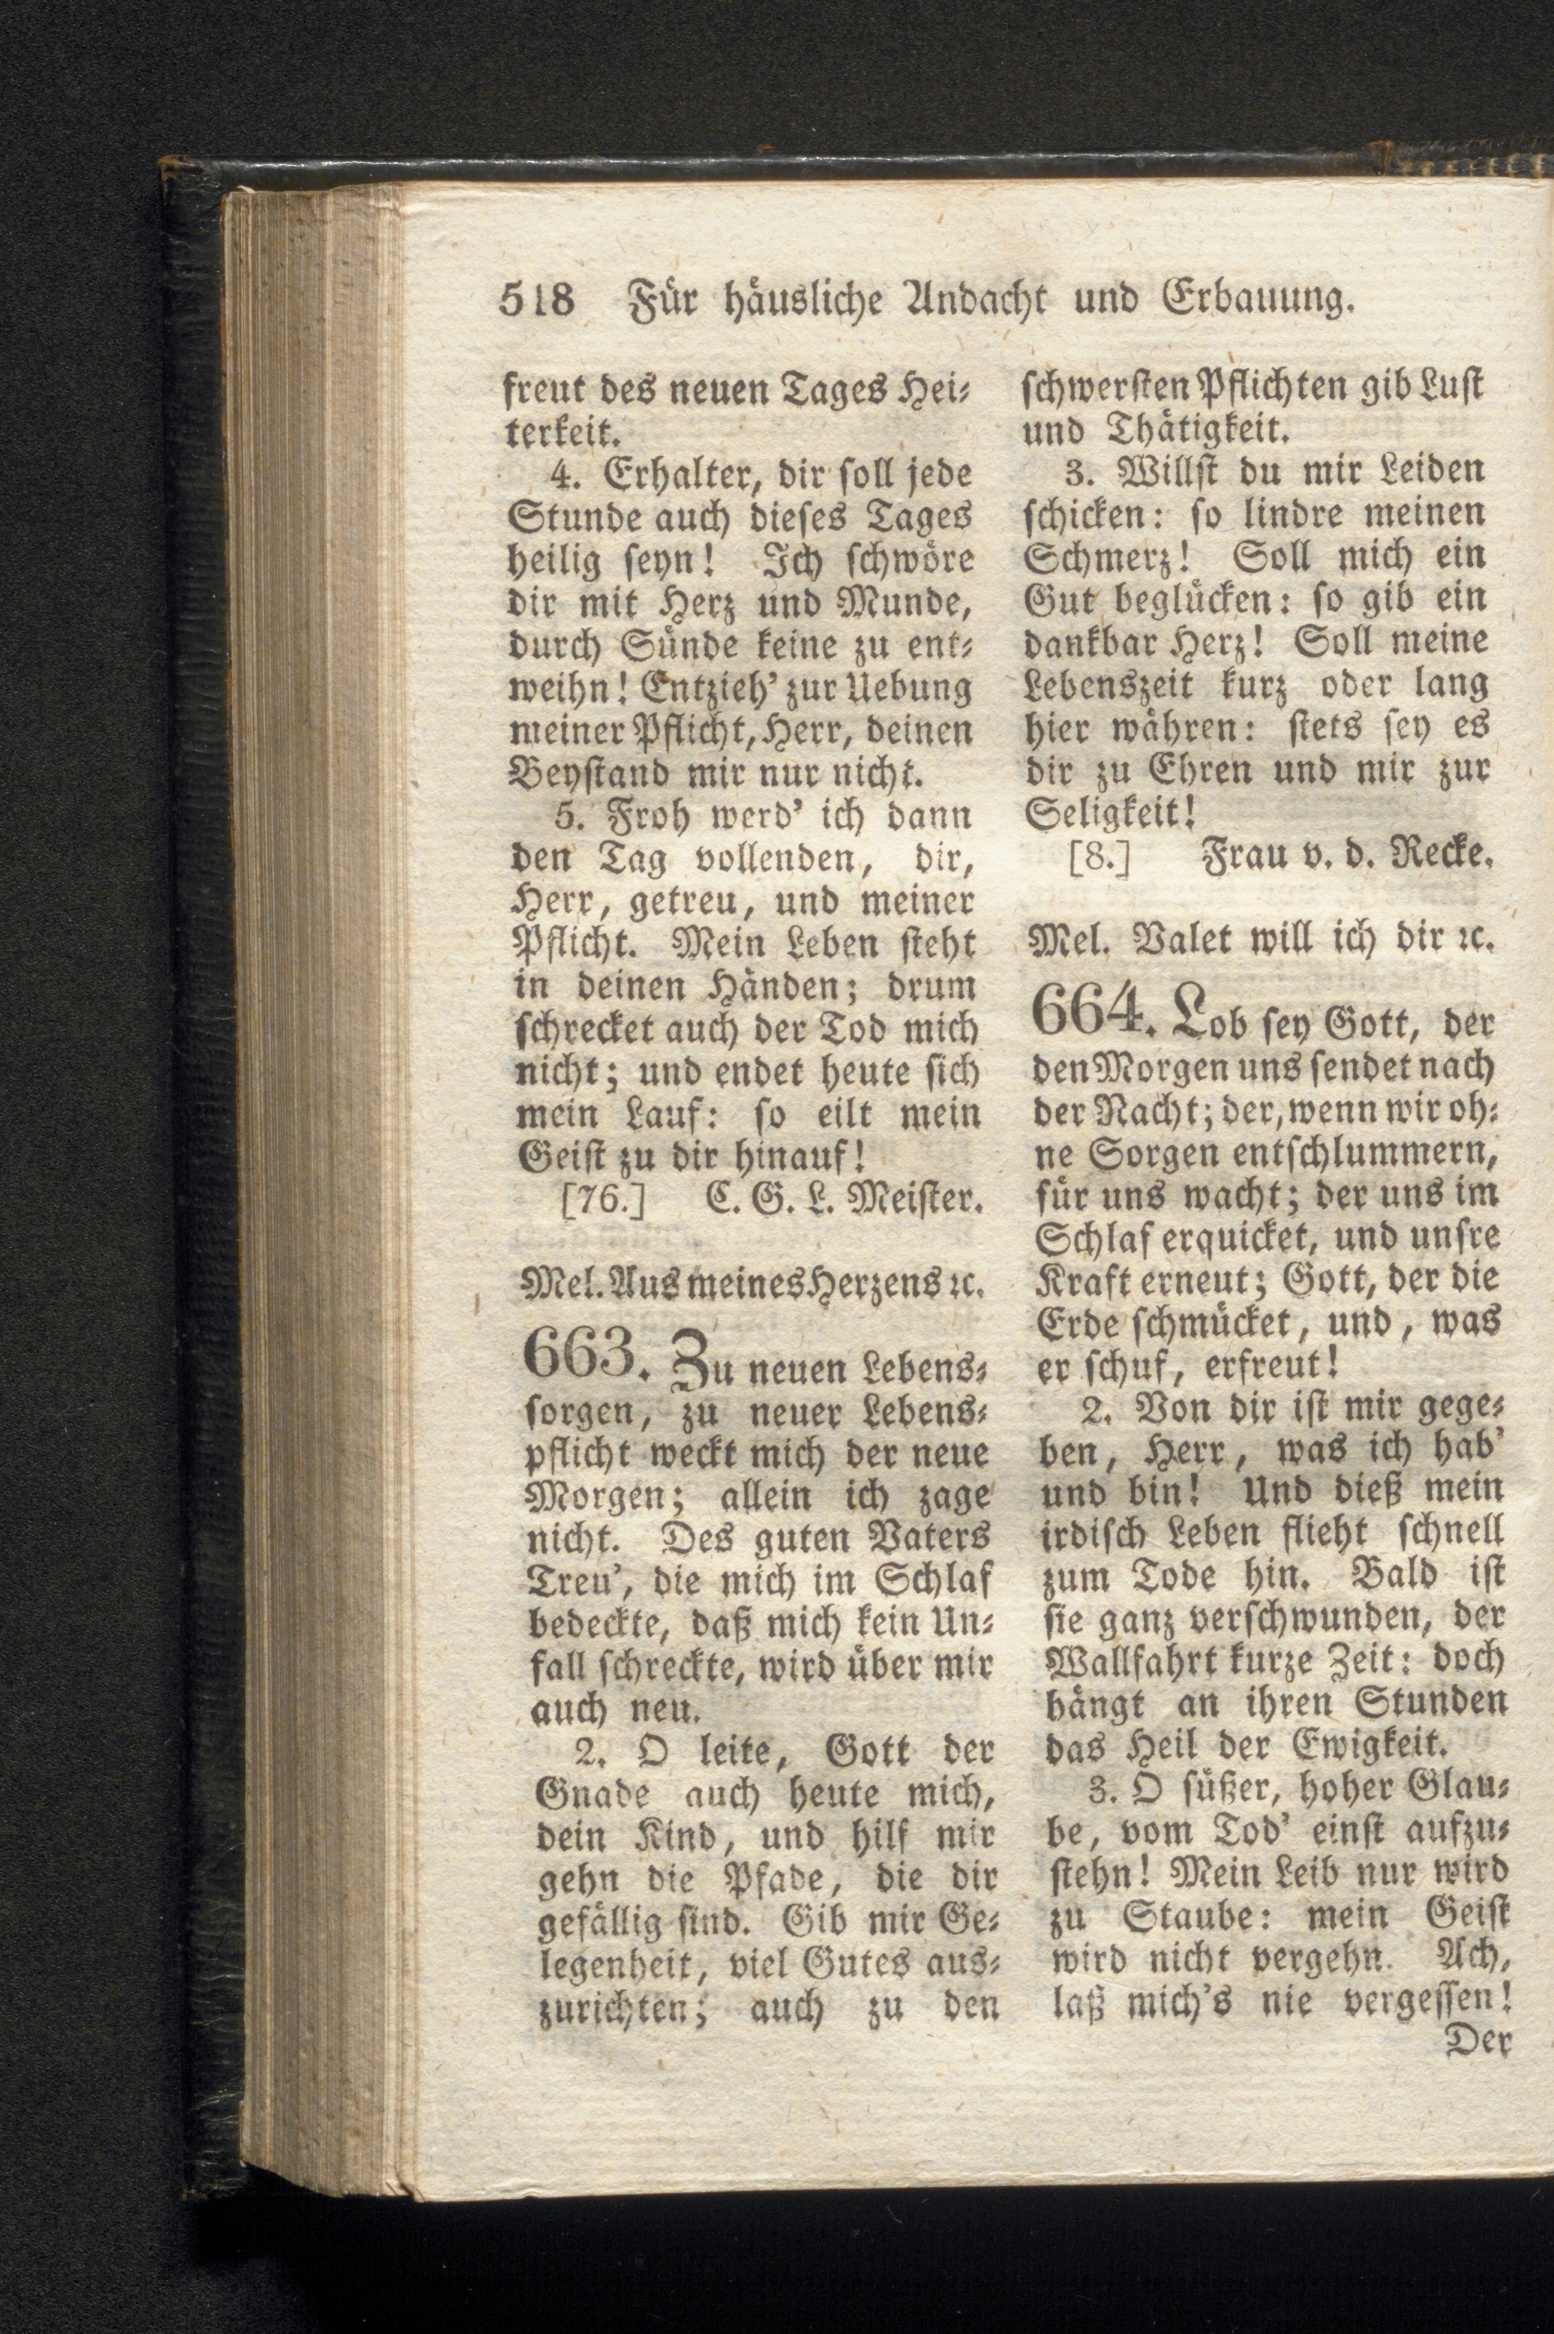 518 Für häusliche Andacht und Erbauung.
freut des neuen Tages Hei-
terkeit.
4. Erhalter, dir soll jede
Stunde auch dieses Tages
heilig seyn! Ich schwöre
dir mit Herz und Munde,
durch Sünde keine zu ent-
weihn! Entzieh' zur Uebung
meiner Pflicht, Herr, deinen
Beystand mir nur nicht.
5. Froh werd' ich dann
den Tag vollenden, dir,
Herr, getreu, und meiner
Pflicht. Mein Leben steht
in deinen Händen; drum
schrecket auch der Tod mich
nicht; und endet heute sich
mein Lauf: so eilt mein
Geist zu dir hinauf!
[76.] C. G. L. Meister.
Mel. Aus meines Herzens ꝛc.
663. Zu neuen Lebens-
sorgen, zu neuer Lebens-
pflicht weckt mich der neue
Morgen; allein ich zage
nicht. Des guten Vaters
Treu', die mich im Schlaf
bedeckte, daß mich kein Un-
fall schreckte, wird über mir
auch neu.
2. O leite, Gott der
Gnade auch heute mich,
dein Kind, und hilf mir
gehn die Pfade, die dir
gefällig sind. Gib mir Ge-
legenheit, viel Gutes aus-
zurichten; auch zu den
schwersten Pflichten gib Lust
und Thätigkeit.
3. Willst du mir Leiden
schicken: so lindre meinen
Schmerz! Soll mich ein
Gut beglücken: so gib ein
dankbar Herz! Soll meine
Lebenszeit kurz oder lang
hier währen: stets sey es
dir zu Ehren und mir zur
Seligkeit!
[8.] Frau v. d. Recke.
Mel. Valet will ich dir ꝛc.
664. Lob sey Gott, der
den Morgen uns sendet nach
der Nacht; der, wenn wir oh-
ne Sorgen entschlummern,
für uns wacht; der uns im
Schlaf erquicket, und unsre
Kraft erneut; Gott, der die
Erde schmücket, und, was
er schuf, erfreut!
2. Von dir ist mir gege-
ben, Herr, was ich hab'
und bin! Und dieß mein
irdisch Leben flieht schnell
zum Tode hin. Bald ist
sie ganz verschwunden, der
Wallfahrt kurze Zeit: doch
hängt an ihren Stunden
das Heil der Ewigkeit.
3. O süßer, hoher Glau-
be, vom Tod' einst aufzu-
stehn! Mein Leib nur wird
zu Staube: mein Geist
wird nicht vergehn. Ach,
laß mich's nie vergessen!
Der